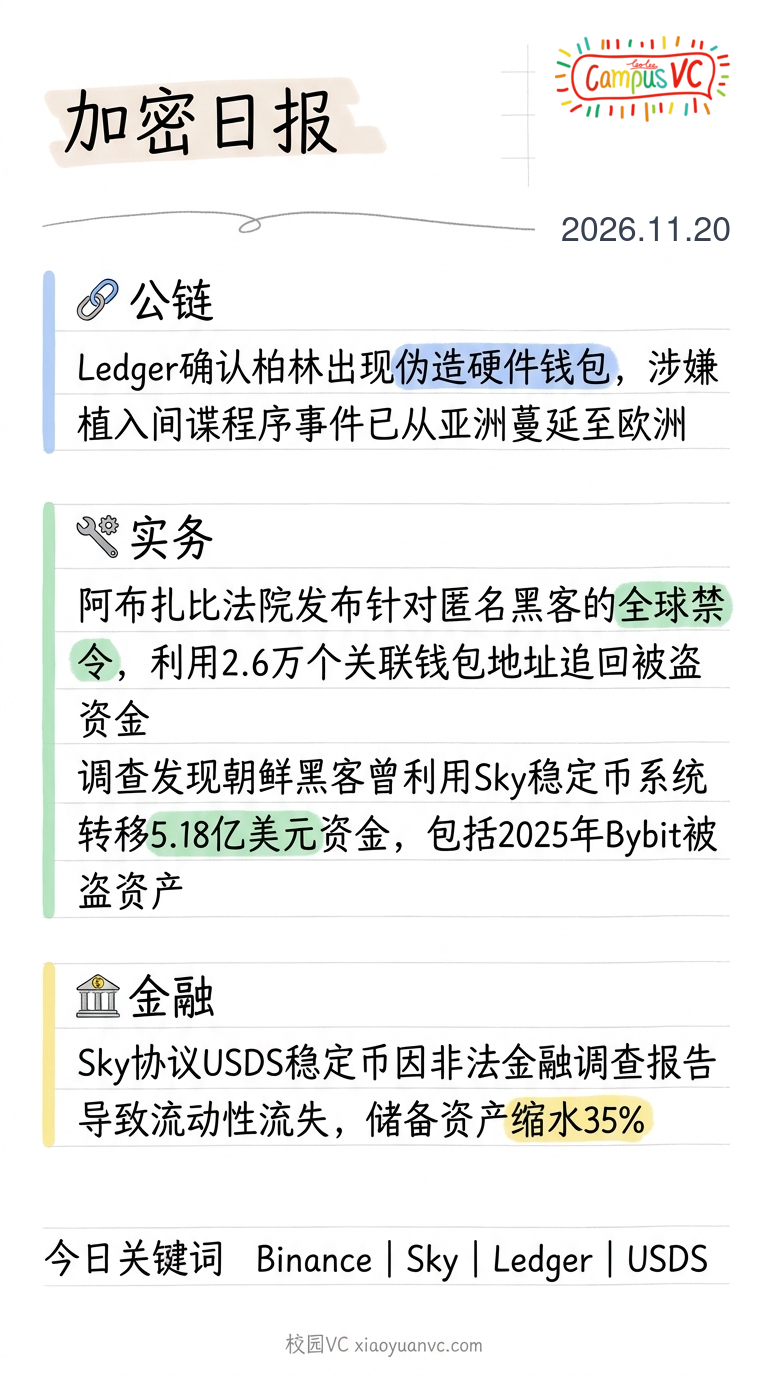 加密日报
leolee
Campus VC
2026.11.20
公链
Ledger确认柏林出现伪造硬件钱包，涉嫌
植入间谍程序事件已从亚洲蔓延至欧洲
实务
阿布扎比法院发布针对匿名黑客的全球禁
令，利用2.6万个关联钱包地址追回被盗
资金
调查发现朝鲜黑客曾利用Sky稳定币系统
转移5.18亿美元资金，包括2025年Bybit被
盗资产
金融
Sky协议USDS稳定币因非法金融调查报告
导致流动性流失，储备资产缩水35%
今日关键词 Binance | Sky | Ledger | USDS
校园VC xiaoyuanvc.com